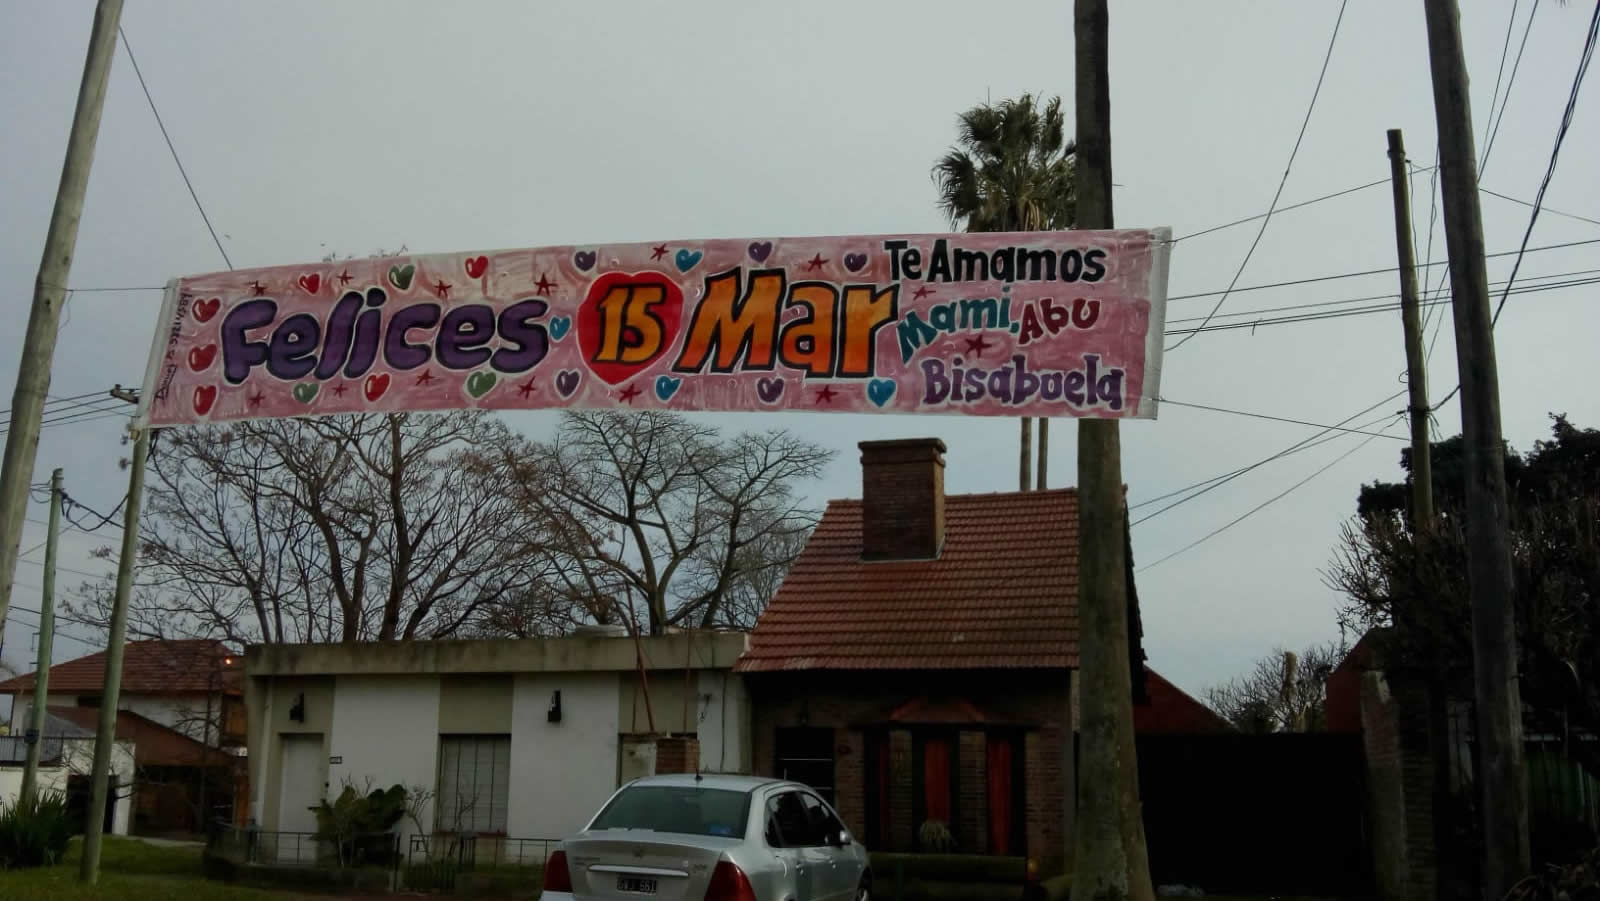 Felices 15 Mar
Te Amamos
Mami, Abu
Bisabuela